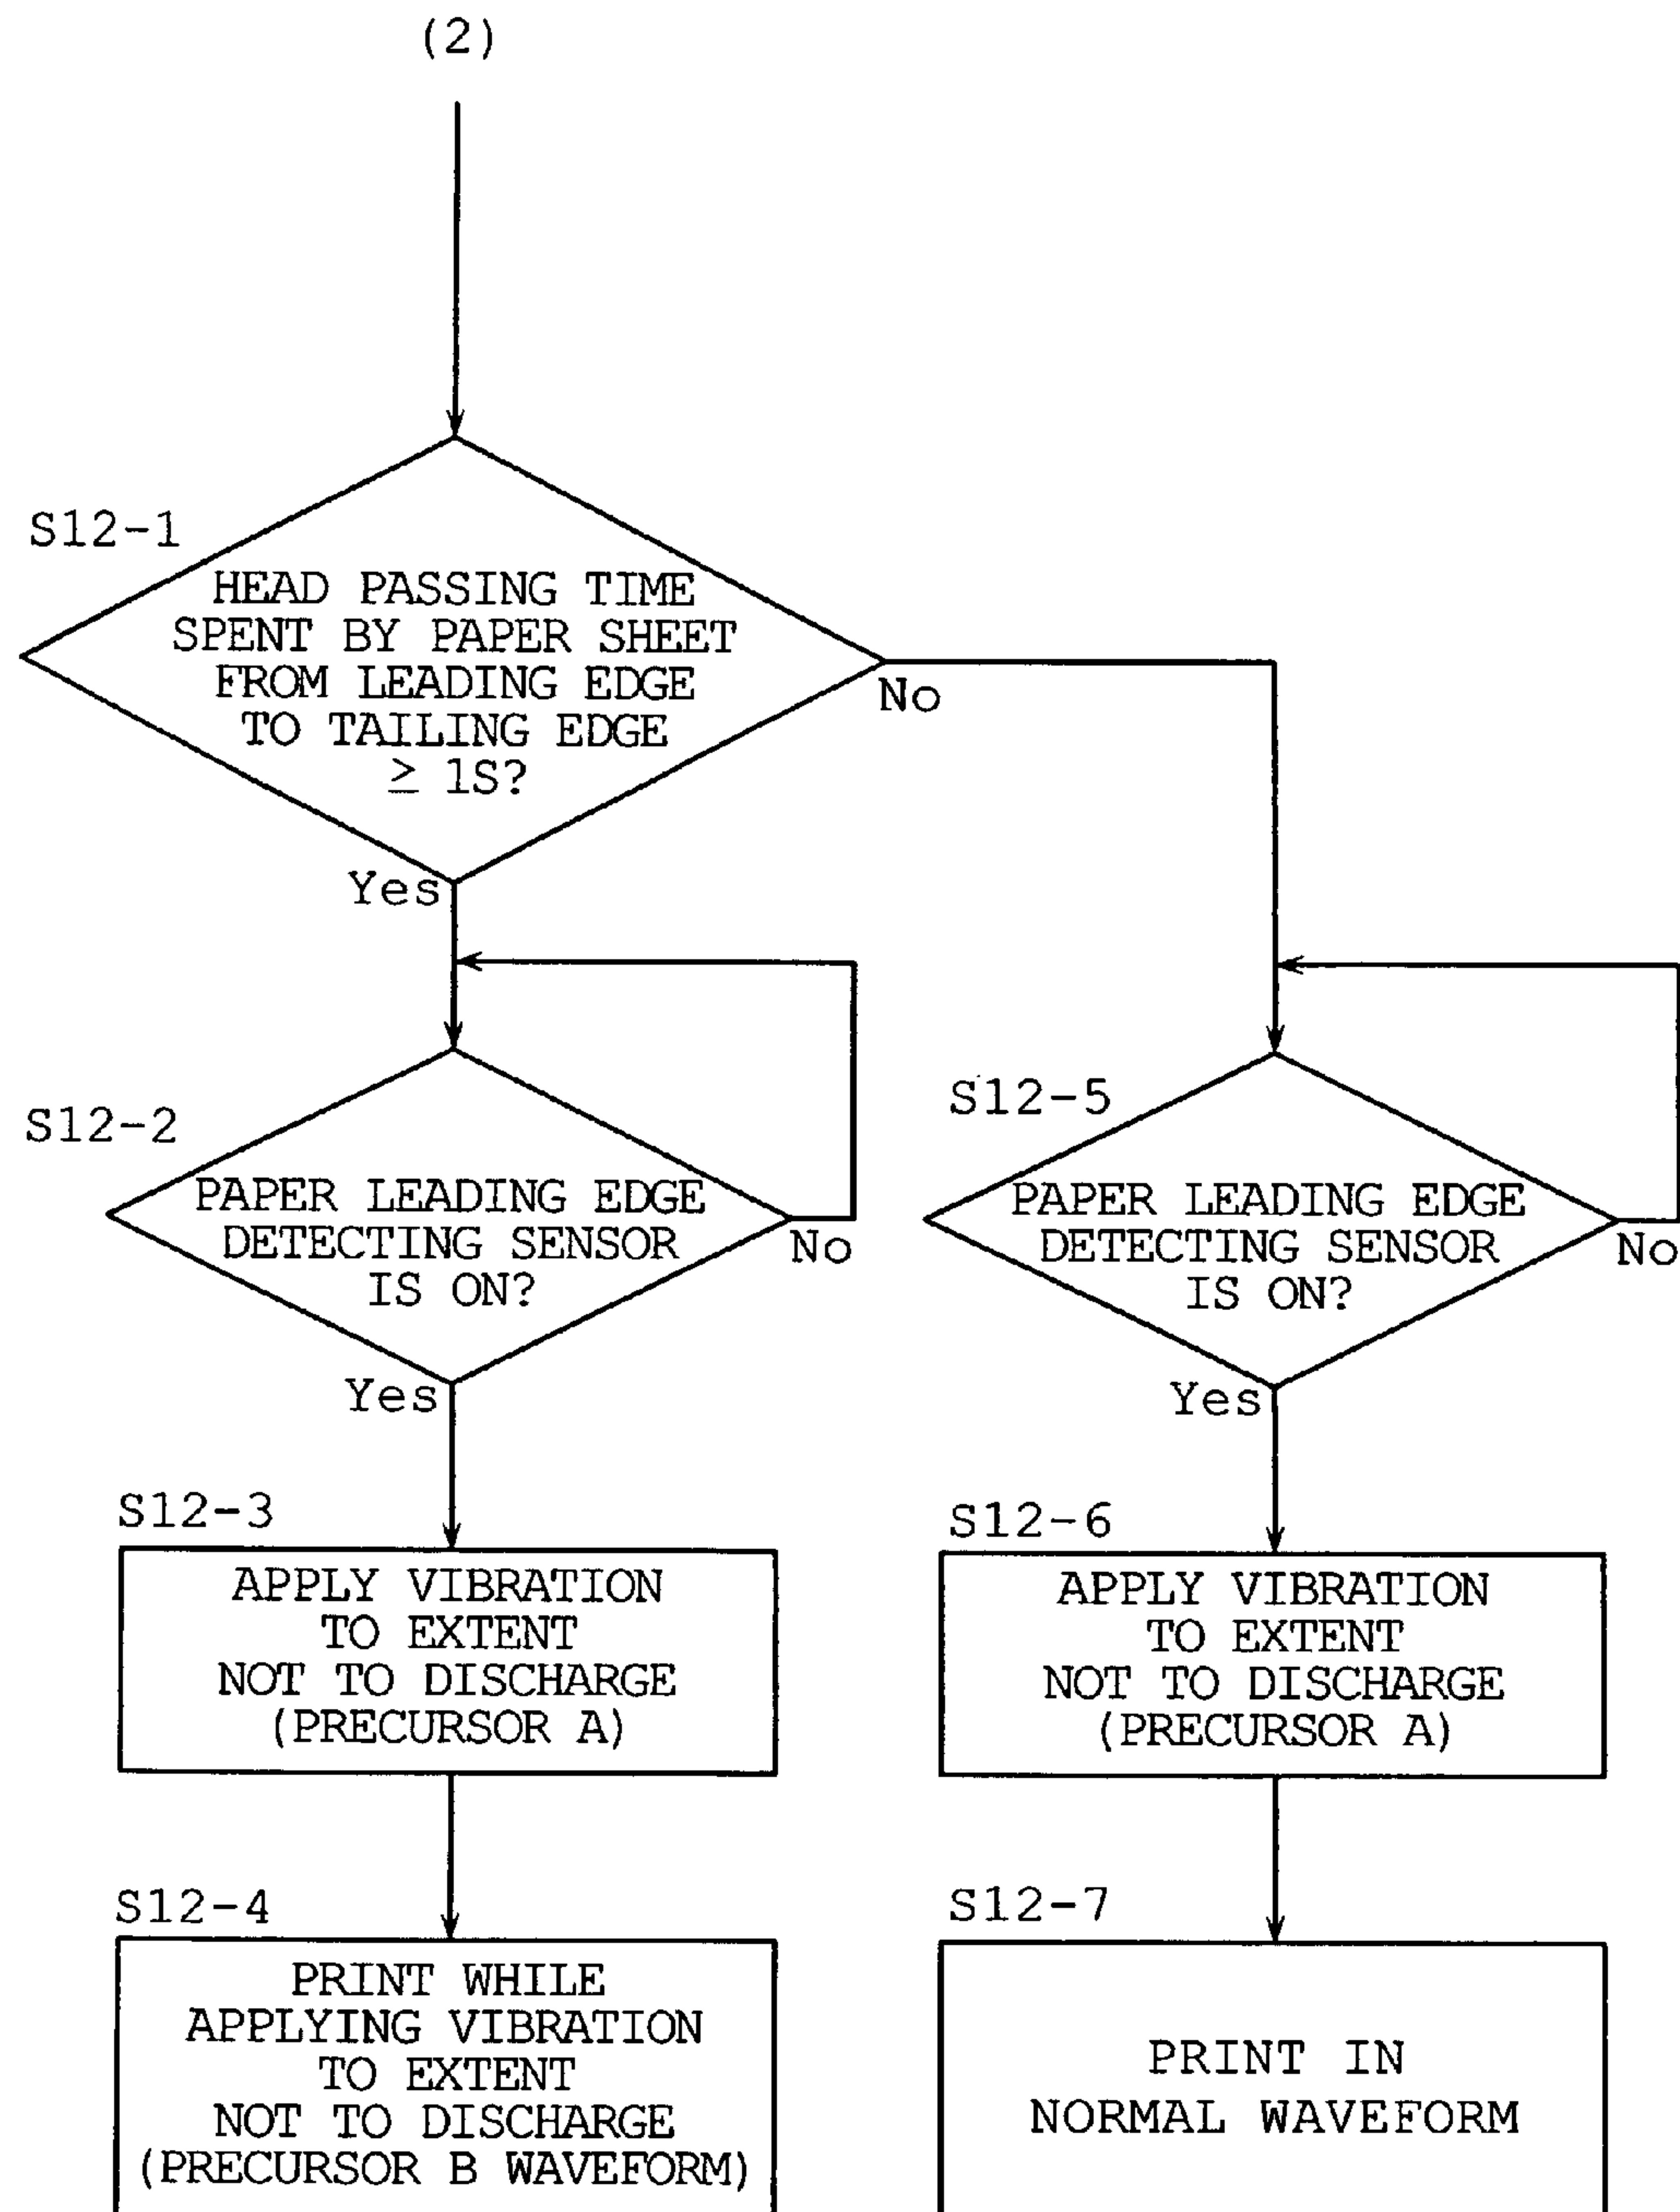 (2)
S12-1
HEAD PASSING TIME
SPENT BY PAPER SHEET
FROM LEADING EDGE
TO TAILING EDGE
≥ 1S?
No
Yes
S12-2
PAPER LEADING EDGE
DETECTING SENSOR
IS ON?
No
Yes
S12-3
APPLY VIBRATION
TO EXTENT
NOT TO DISCHARGE
(PRECURSOR A)
S12-4
PRINT WHILE
APPLYING VIBRATION
TO EXTENT
NOT TO DISCHARGE
(PRECURSOR B WAVEFORM)
S12-5
PAPER LEADING EDGE
DETECTING SENSOR
IS ON?
No
Yes
S12-6
APPLY VIBRATION
TO EXTENT
NOT TO DISCHARGE
(PRECURSOR A)
S12-7
PRINT IN
NORMAL WAVEFORM